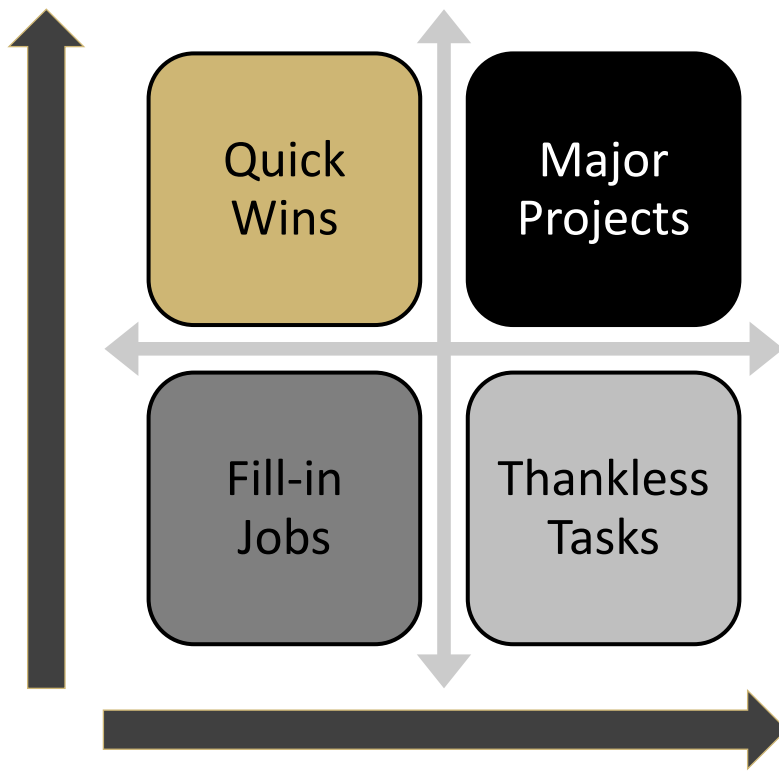 Quick
Wins
Major
Projects
Fill-in
Jobs
Thankless
Tasks